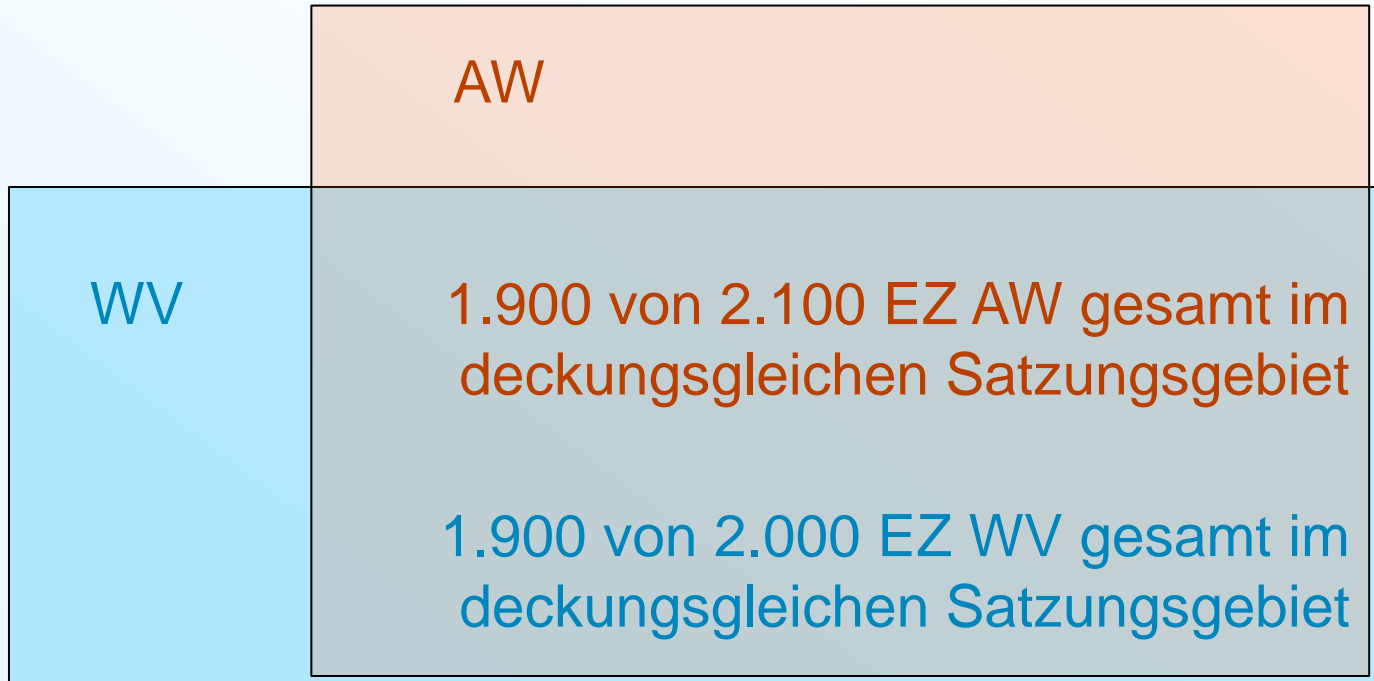 AW
WV
1.900 von 2.100 EZ AW gesamt im
deckungsgleichen Satzungsgebiet
1.900 von 2.000 EZ WV gesamt im
deckungsgleichen Satzungsgebiet